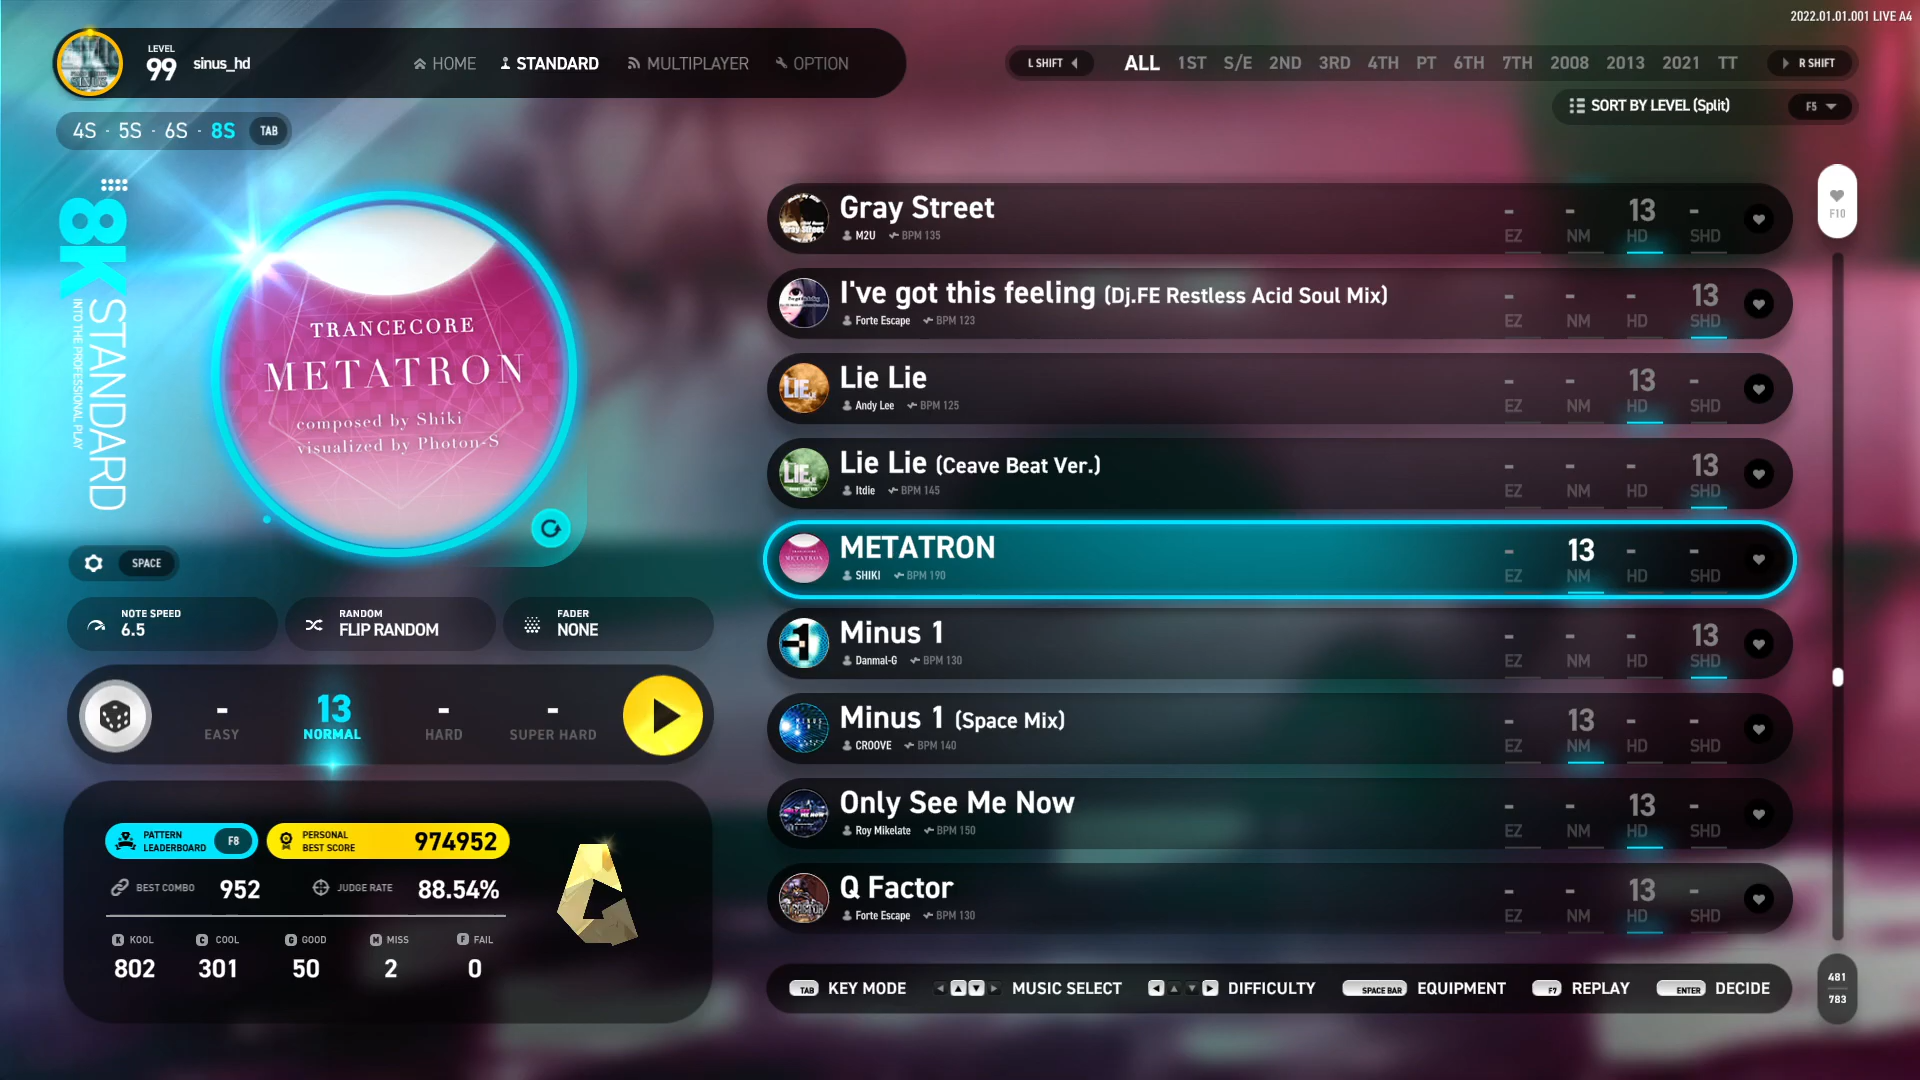 2022.01.01.001 LIVE A4
LEVEL
99
sinus_hd
HOME
STANDARD
MULTIPLAYER
OPTION
L SHIFT
ALL 1ST S/E 2ND 3RD 4TH PT 6TH 7TH 2008 2013 2021 TT
R SHIFT
SORT BY LEVEL (Split)
F5
4S · 5S · 6S · 8S
TAB
8K
STANDARD
INTO THE PROFESSIONAL PLAY
TRANCECORE
METATRON
composed by Shiki
visualized by Photon-S
SPACE
NOTE SPEED
6.5
RANDOM
FLIP RANDOM
FADER
NONE
- 13 - -
EASY NORMAL HARD SUPER HARD
PATTERN
LEADERBOARD
F8
PERSONAL
BEST SCORE
974952
BEST COMBO 952
JUDGE RATE 88.54%
K KOOL C COOL G GOOD M MISS F FAIL
802 301 50 2 0
Gray Street
M2U BPM 135
- - 13 -
EZ NM HD SHD
I've got this feeling (Dj.FE Restless Acid Soul Mix)
Forte Escape BPM 123
- - - 13
EZ NM HD SHD
Lie Lie
Andy Lee BPM 125
- - 13 -
EZ NM HD SHD
Lie Lie (Ceave Beat Ver.)
Itdie BPM 145
- - - 13
EZ NM HD SHD
METATRON
SHIKI BPM 190
- 13 - -
EZ NM HD SHD
Minus 1
Danmal-G BPM 130
- - - 13
EZ NM HD SHD
Minus 1 (Space Mix)
CROOVE BPM 140
- 13 - -
EZ NM HD SHD
Only See Me Now
Roy Mikelate BPM 150
- - 13 -
EZ NM HD SHD
Q Factor
Forte Escape BPM 130
- - 13 -
EZ NM HD SHD
F10
TAB KEY MODE
MUSIC SELECT
DIFFICULTY
SPACE BAR EQUIPMENT
F7 REPLAY
ENTER DECIDE
481
783